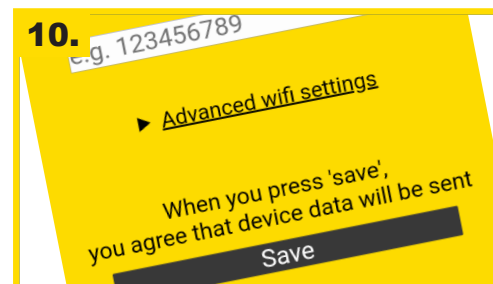 10.
e.g. 123456789
► Advanced wifi settings
When you press 'save',
you agree that device data will be sent
Save